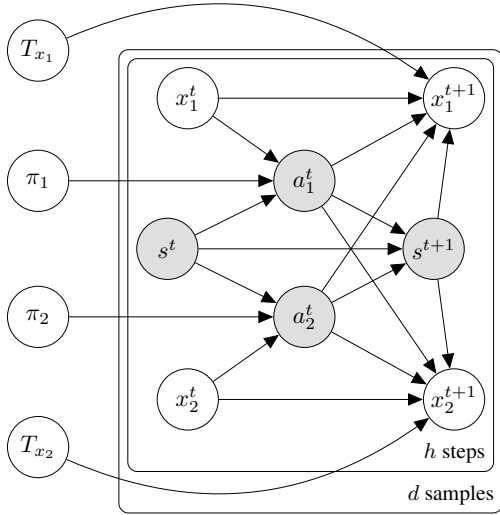 T_{x_1}
x_1^t
x_1^{t+1}
π_1
a_1^t
s^t
s^{t+1}
π_2
a_2^t
x_2^t
x_2^{t+1}
T_{x_2}
h steps
d samples